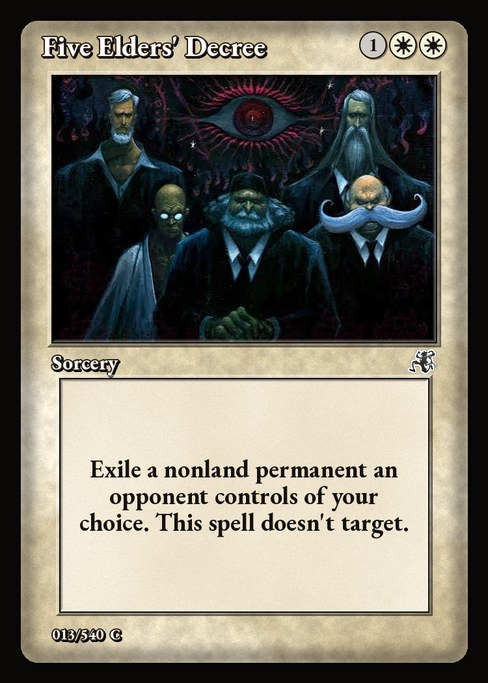 Five Elders' Decree 1
Sorcery
Exile a nonland permanent an
opponent controls of your
choice. This spell doesn't target.
013/540 C